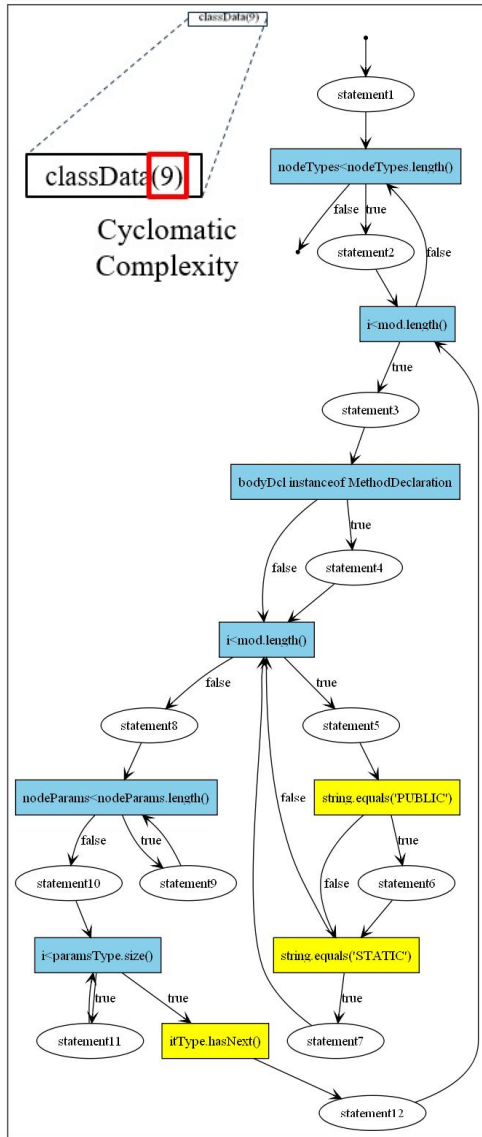 classData(9)
classData(9)
Cyclomatic
Complexity
statement1
nodeTypes<nodeTypes.length()
false
true
statement2
false
i<mod.length()
true
statement3
bodyDcl instanceof MethodDeclaration
true
false
statement4
i<mod.length()
false
true
statement8
statement5
nodeParams<nodeParams.length()
false
string.equals('PUBLIC')
false
true
true
false
statement10
statement9
statement6
i<paramsType.size()
string.equals('STATIC')
true
true
true
statement11
itType.hasNext()
statement7
statement12